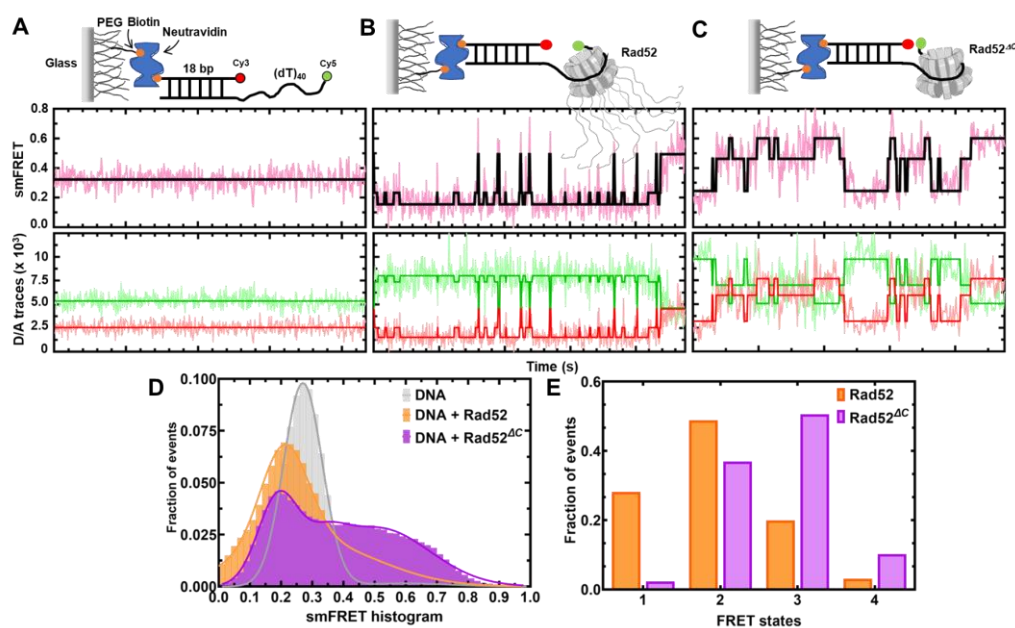 A
PEG Biotin
Neutravidin
Glass
18 bp
Cy3
(dT)40
Cy5
B
Rad52
C
Rad52ΔC
smFRET
0.8
0.6
0.4
0.2
0.0
D/A traces (x 10³)
10
7.5
5.0
2.5
0
Time (s)
D
Fraction of events
0.100
0.075
0.050
0.025
0.000
DNA
DNA + Rad52
DNA + Rad52ΔC
0.0 0.1 0.2 0.3 0.4 0.5 0.6 0.7 0.8 0.9 1.0
smFRET histogram
E
Fraction of events
0.6
0.4
0.2
0.0
Rad52
Rad52ΔC
1 2 3 4
FRET states